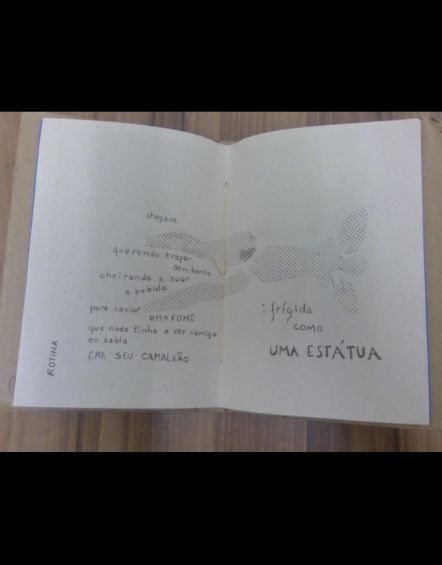 ROTINA
chegava
querendo trepar
sem banho
cheirando a suor
e bebida
para saciar
UMA FOME
que nada tinha a ver comigo
eu sabia
ERA SEU CAMALEÃO
: frígida
COMO
UMA ESTÁTUA